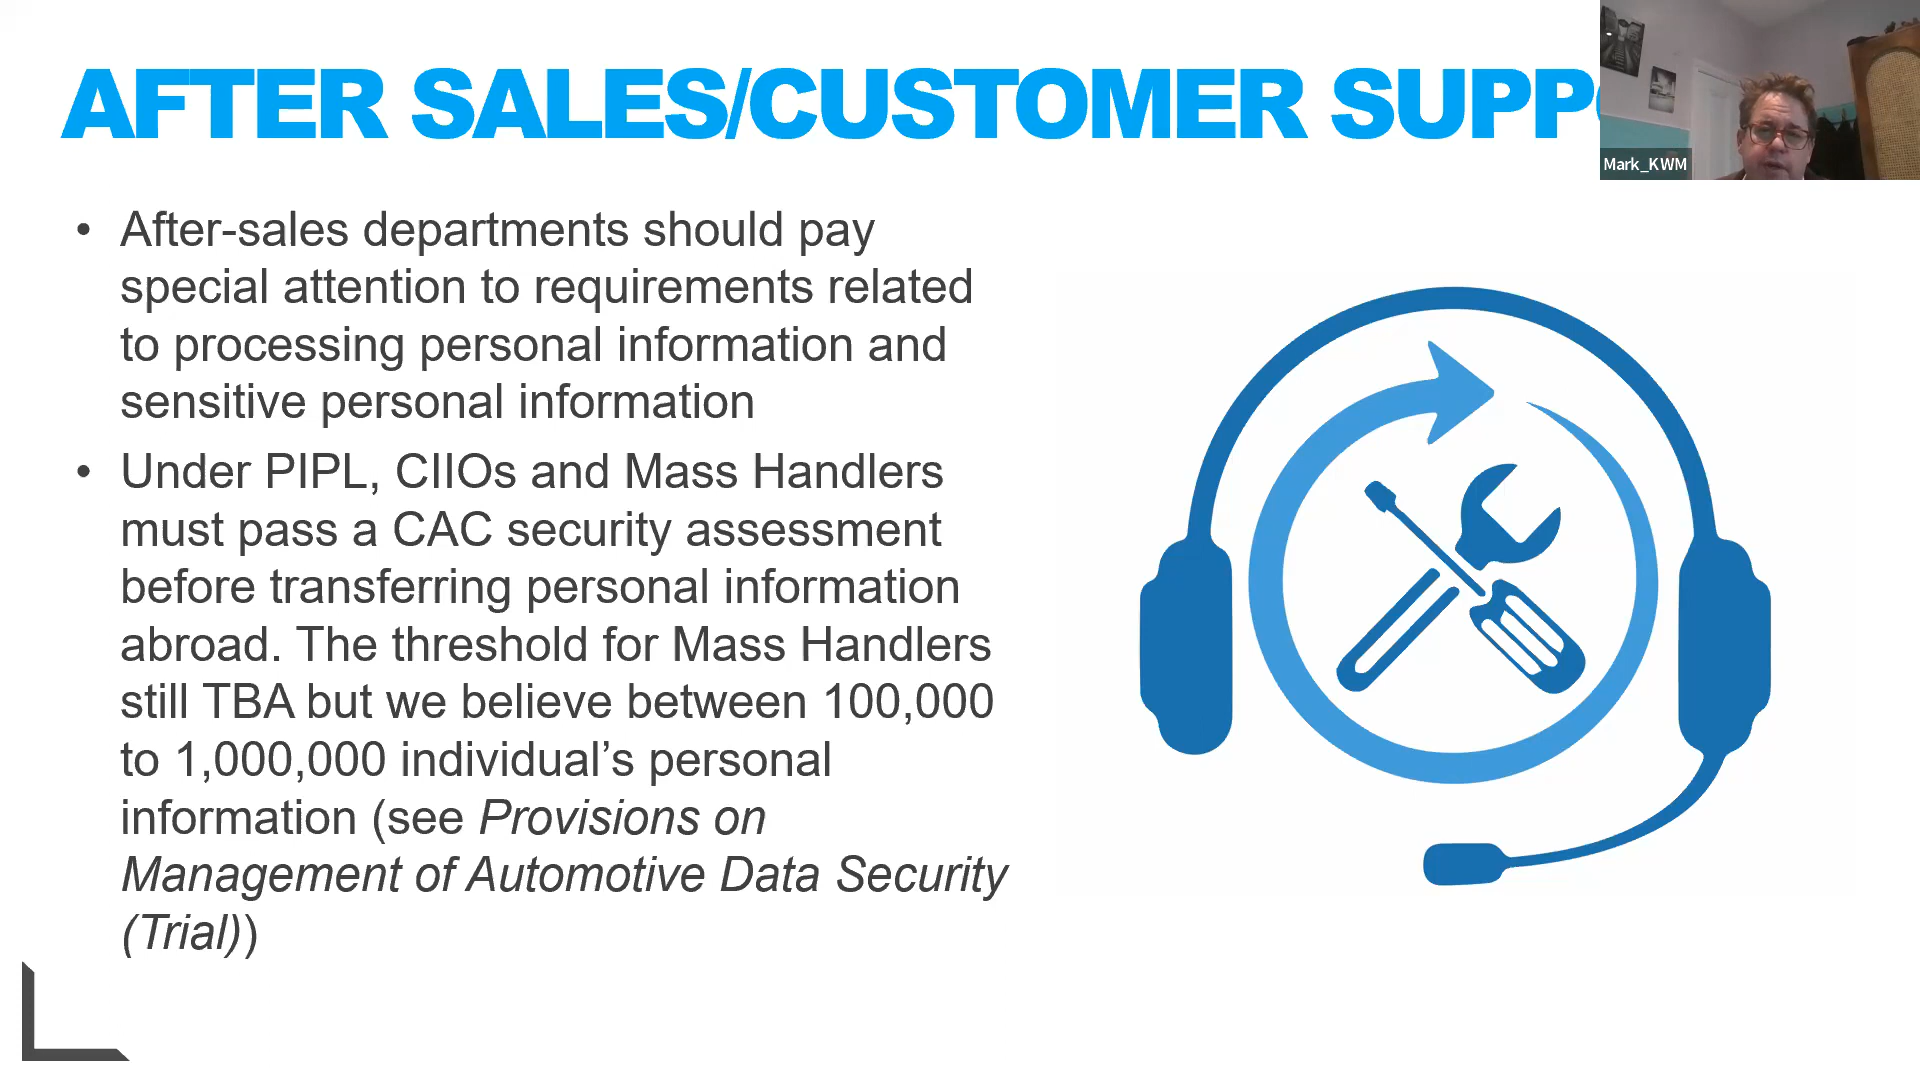 AFTER SALES/CUSTOMER SUPP
Mark_KWM
• After-sales departments should pay
special attention to requirements related
to processing personal information and
sensitive personal information
• Under PIPL, CIIOs and Mass Handlers
must pass a CAC security assessment
before transferring personal information
abroad. The threshold for Mass Handlers
still TBA but we believe between 100,000
to 1,000,000 individual’s personal
information (see Provisions on
Management of Automotive Data Security
(Trial))